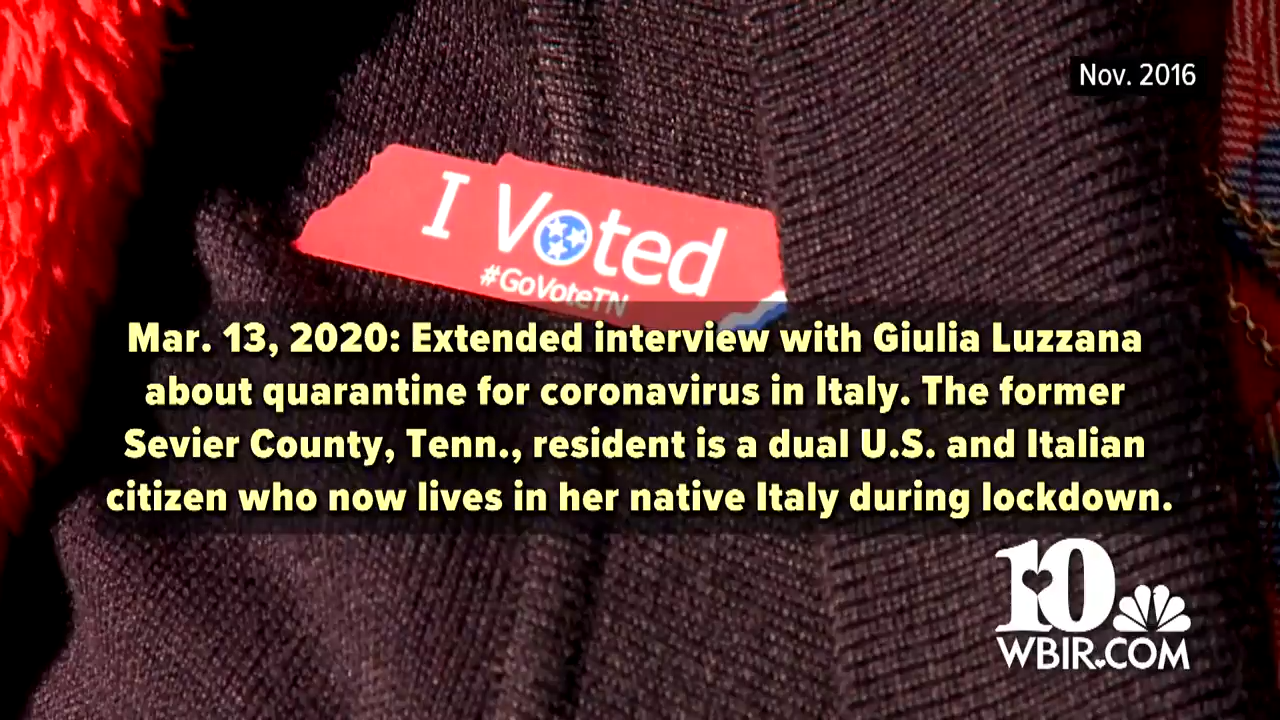 Nov. 2016
I Voted
#GoVoteTN
Mar. 13, 2020: Extended interview with Giulia Luzzana
about quarantine for coronavirus in Italy. The former
Sevier County, Tenn., resident is a dual U.S. and Italian
citizen who now lives in her native Italy during lockdown.
10
WBIR.COM